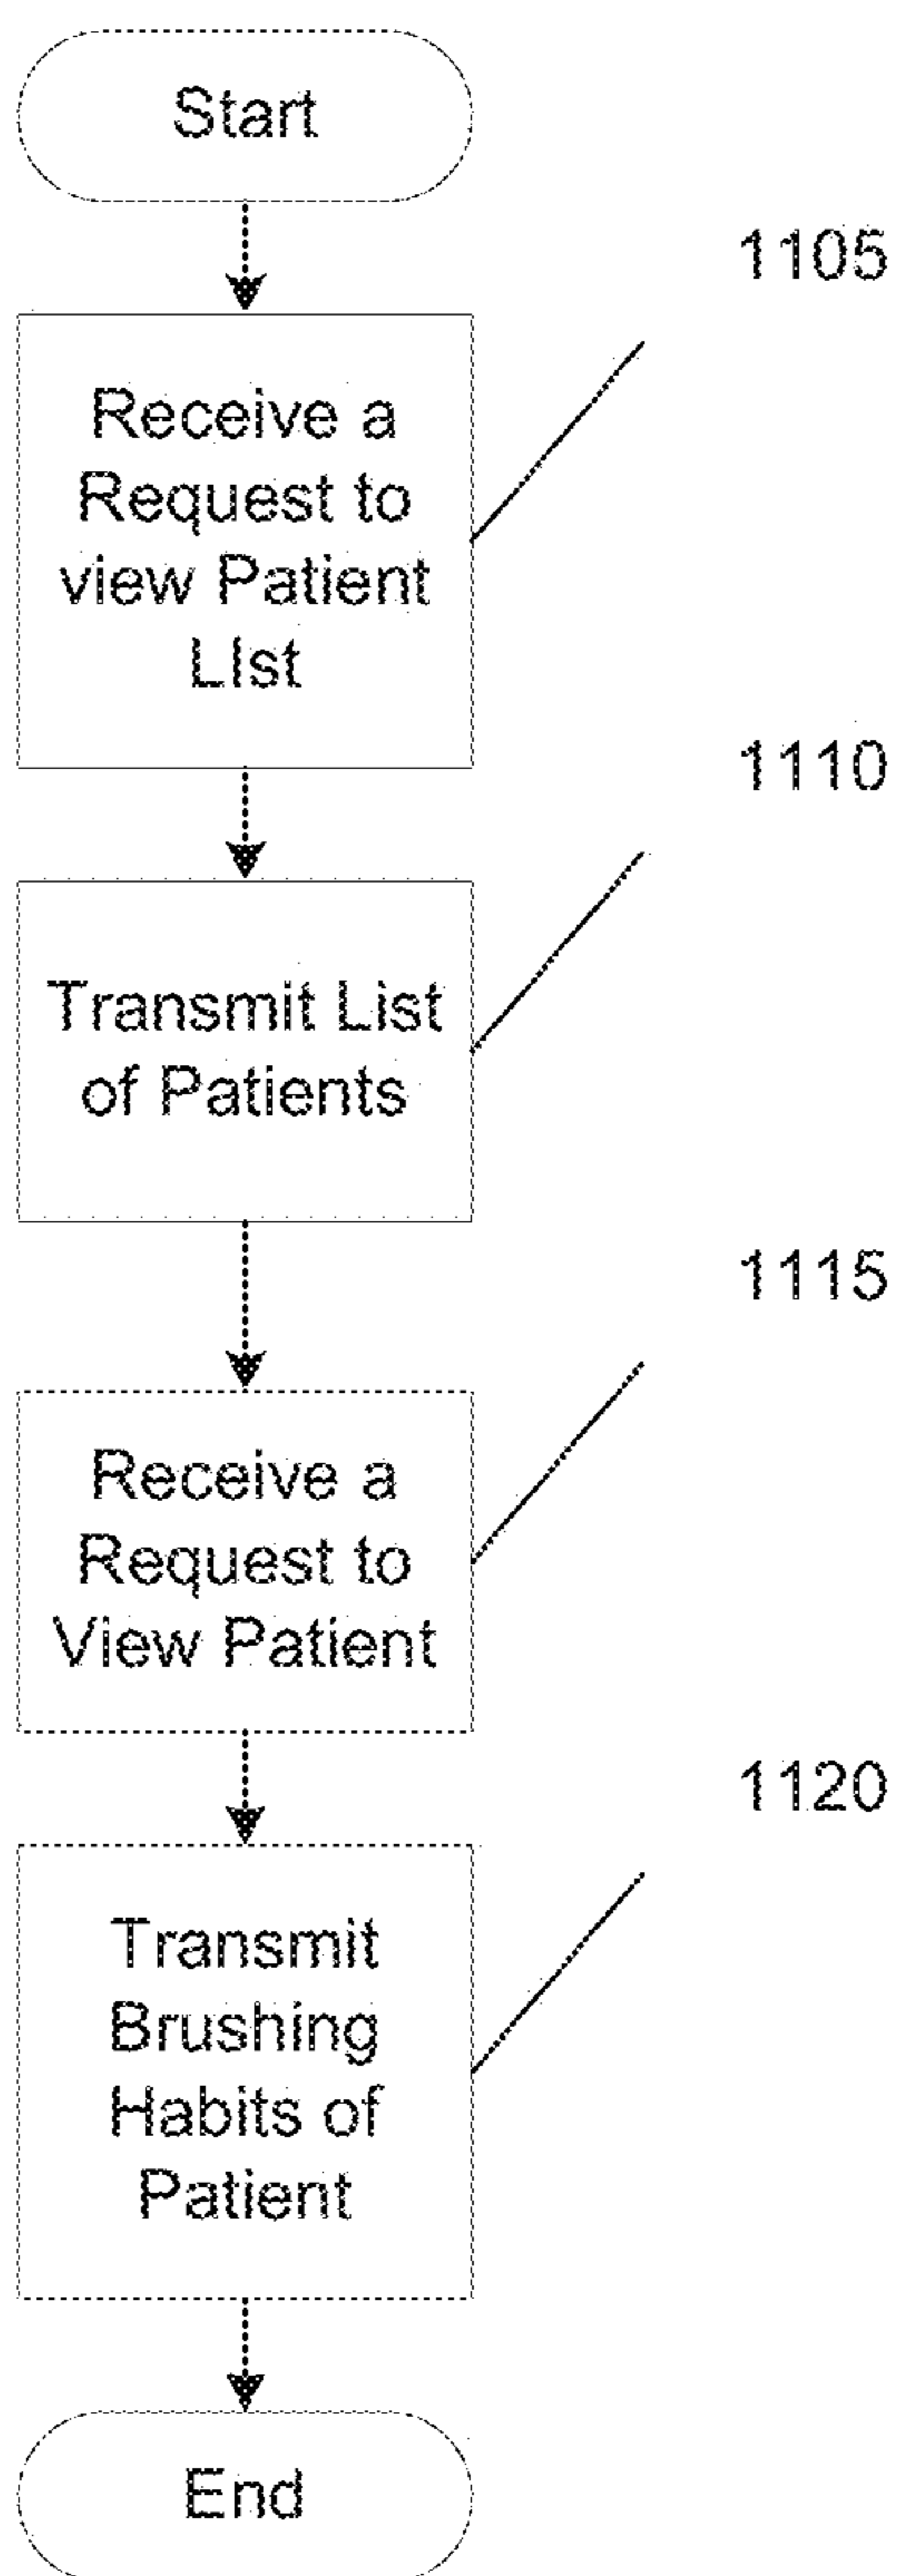 Start
1105
Receive a
Request to
view Patient
LIst
1110
Transmit List
of Patients
1115
Receive a
Request to
View Patient
1120
Transmit
Brushing
Habits of
Patient
End